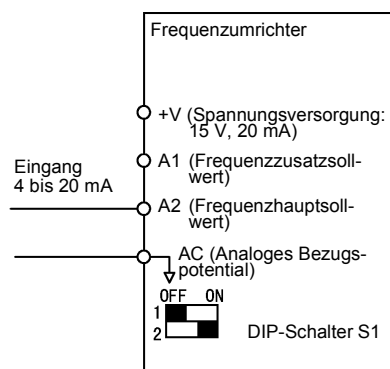 Frequenzumrichter
+V (Spannungsversorgung:
15 V, 20 mA)
A1 (Frequenzzusatzsoll-
wert)
Eingang
4 bis 20 mA
A2 (Frequenzhauptsoll-
wert)
AC (Analoges Bezugs-
potential)
OFF ON
1
2
DIP-Schalter S1